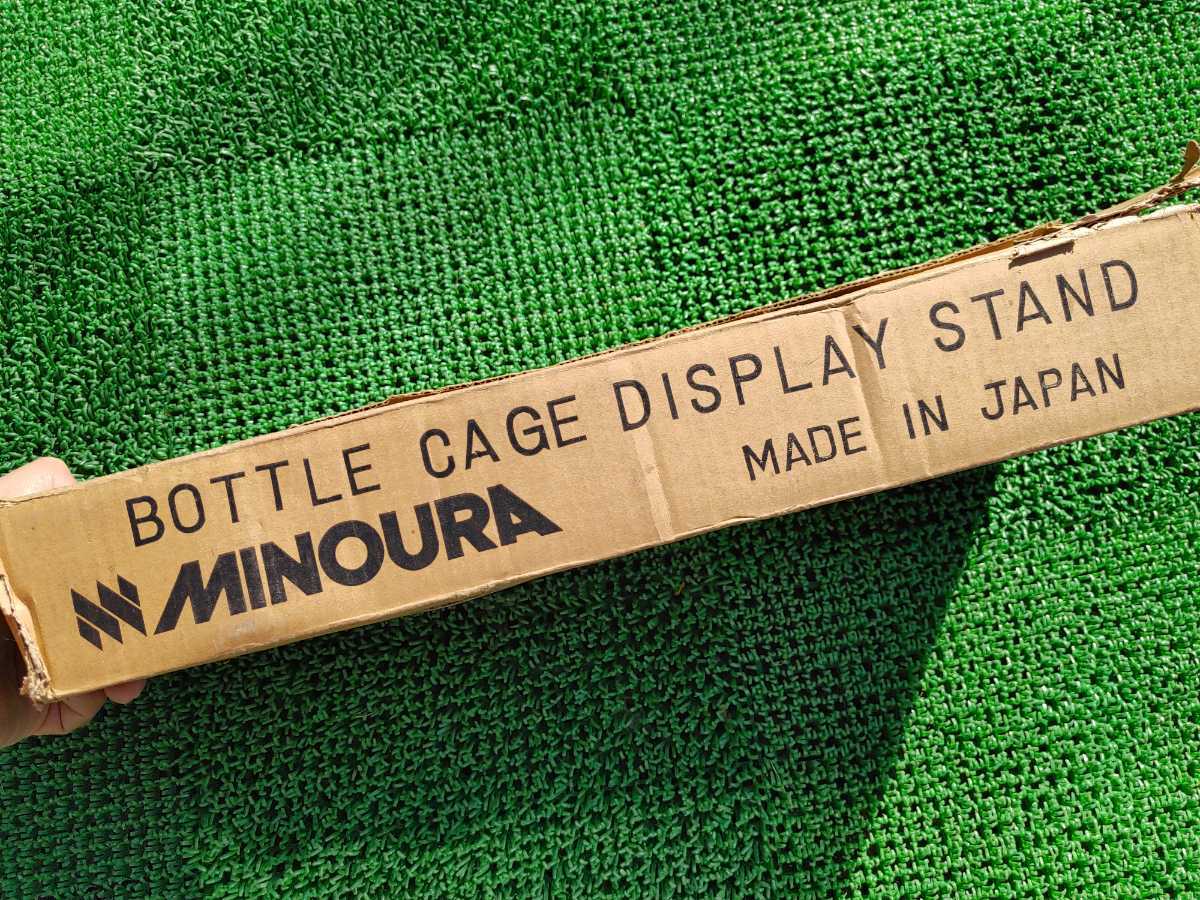 BOTTLE CAGE DISPLAY STAND
MINOURA
MADE IN JAPAN